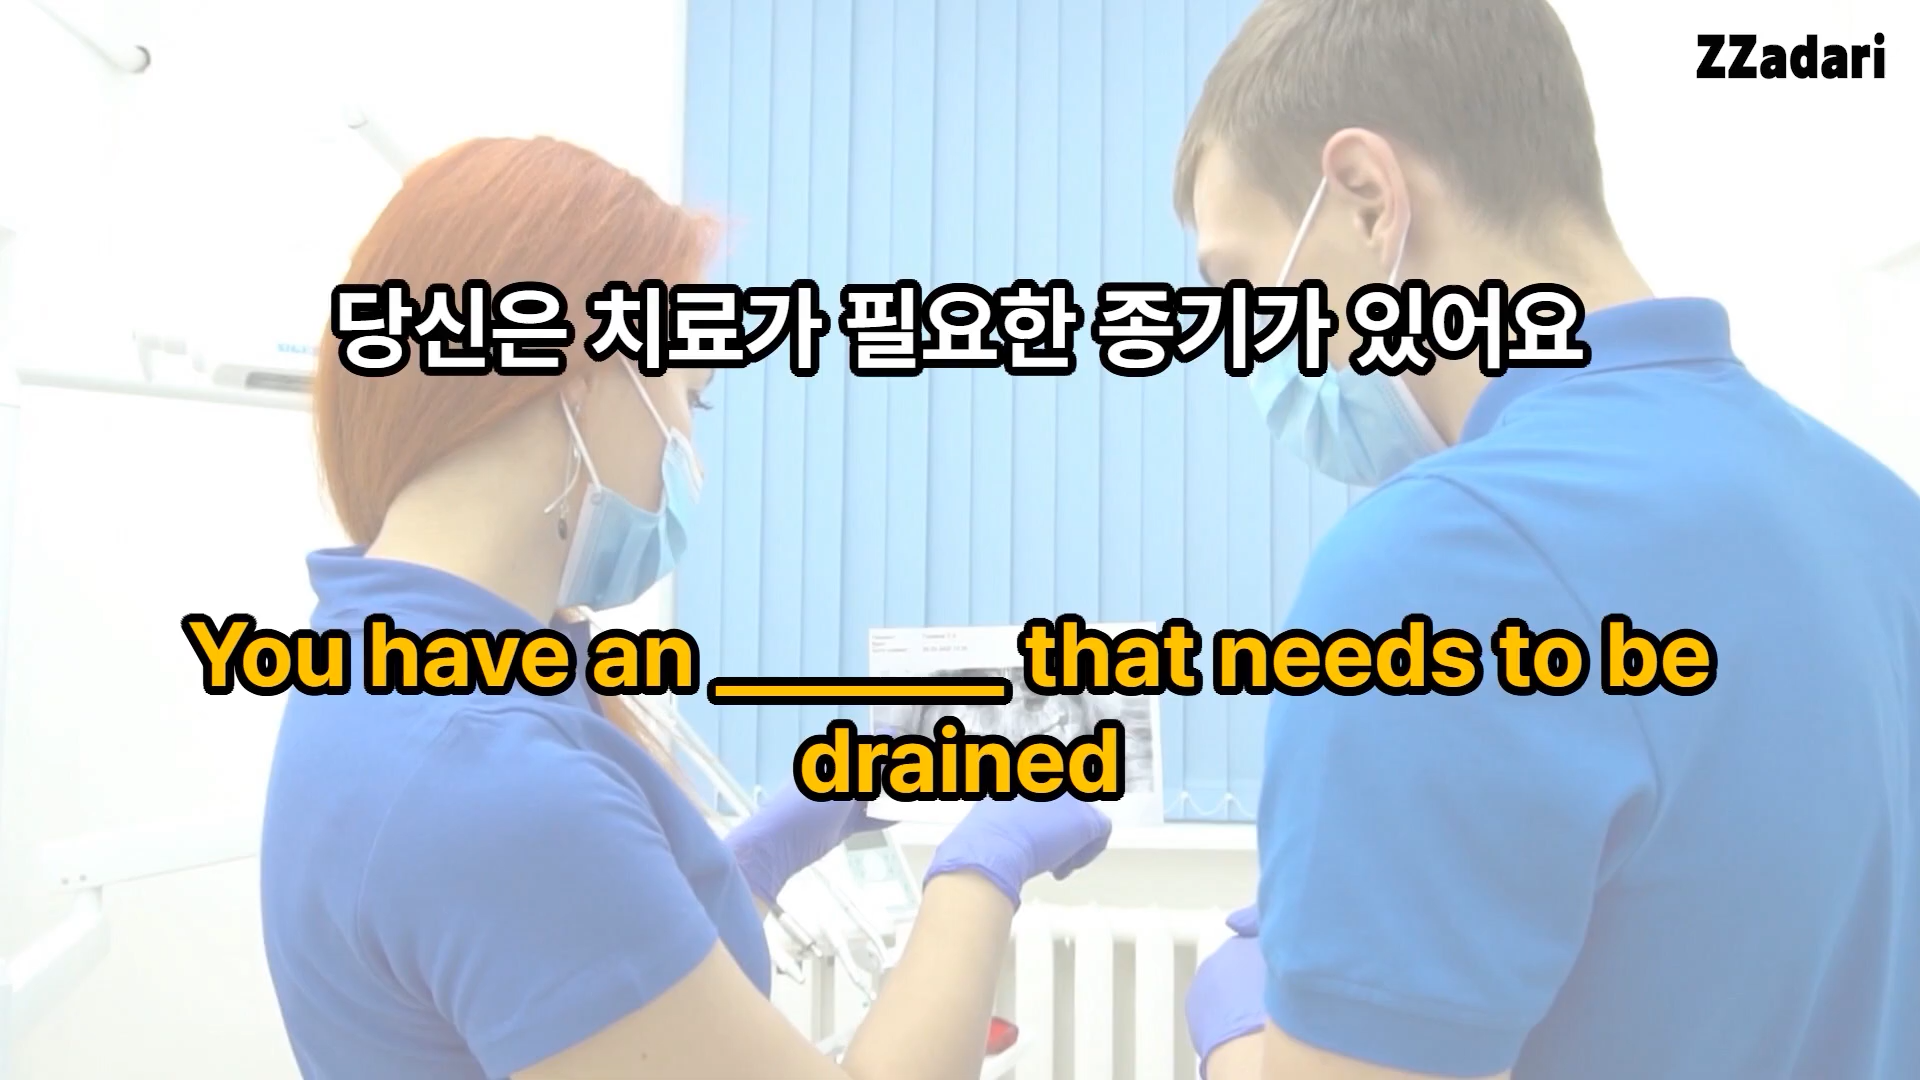 ZZadari
당신은 치료가 필요한 종기가 있어요
You have an ______ that needs to be
drained